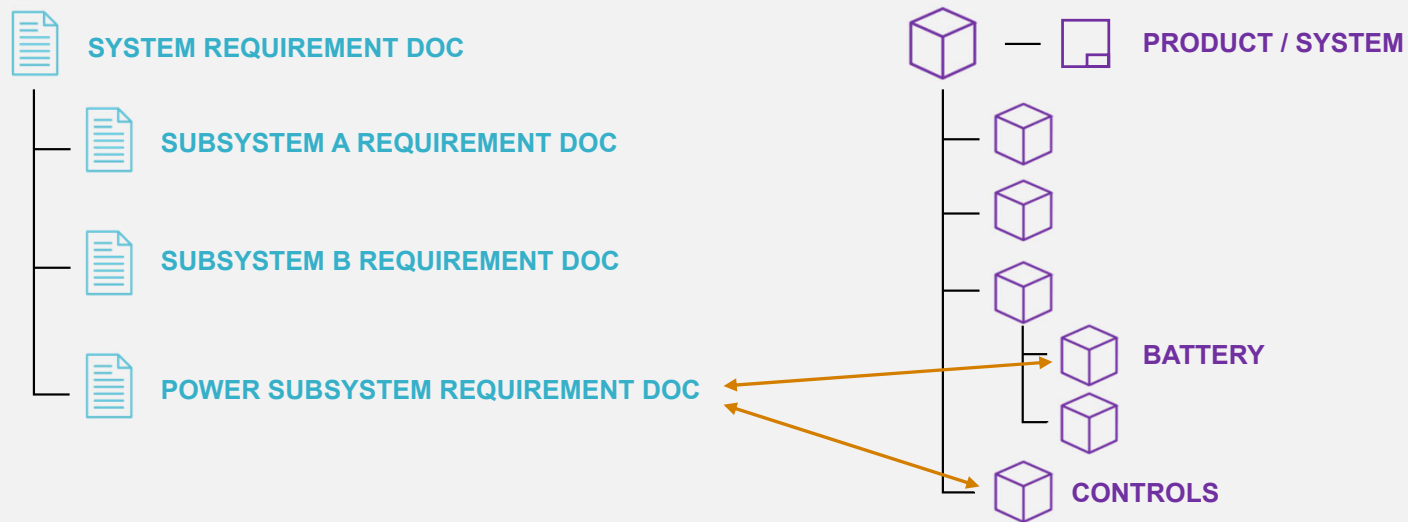 SYSTEM REQUIREMENT DOC
SUBSYSTEM A REQUIREMENT DOC
SUBSYSTEM B REQUIREMENT DOC
POWER SUBSYSTEM REQUIREMENT DOC
PRODUCT / SYSTEM
BATTERY
CONTROLS